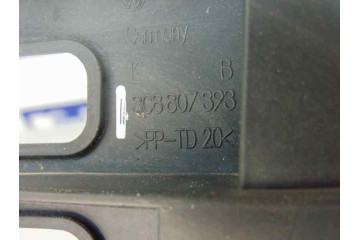 Germany
K B
3C8 807 393
>PP-TD 20<